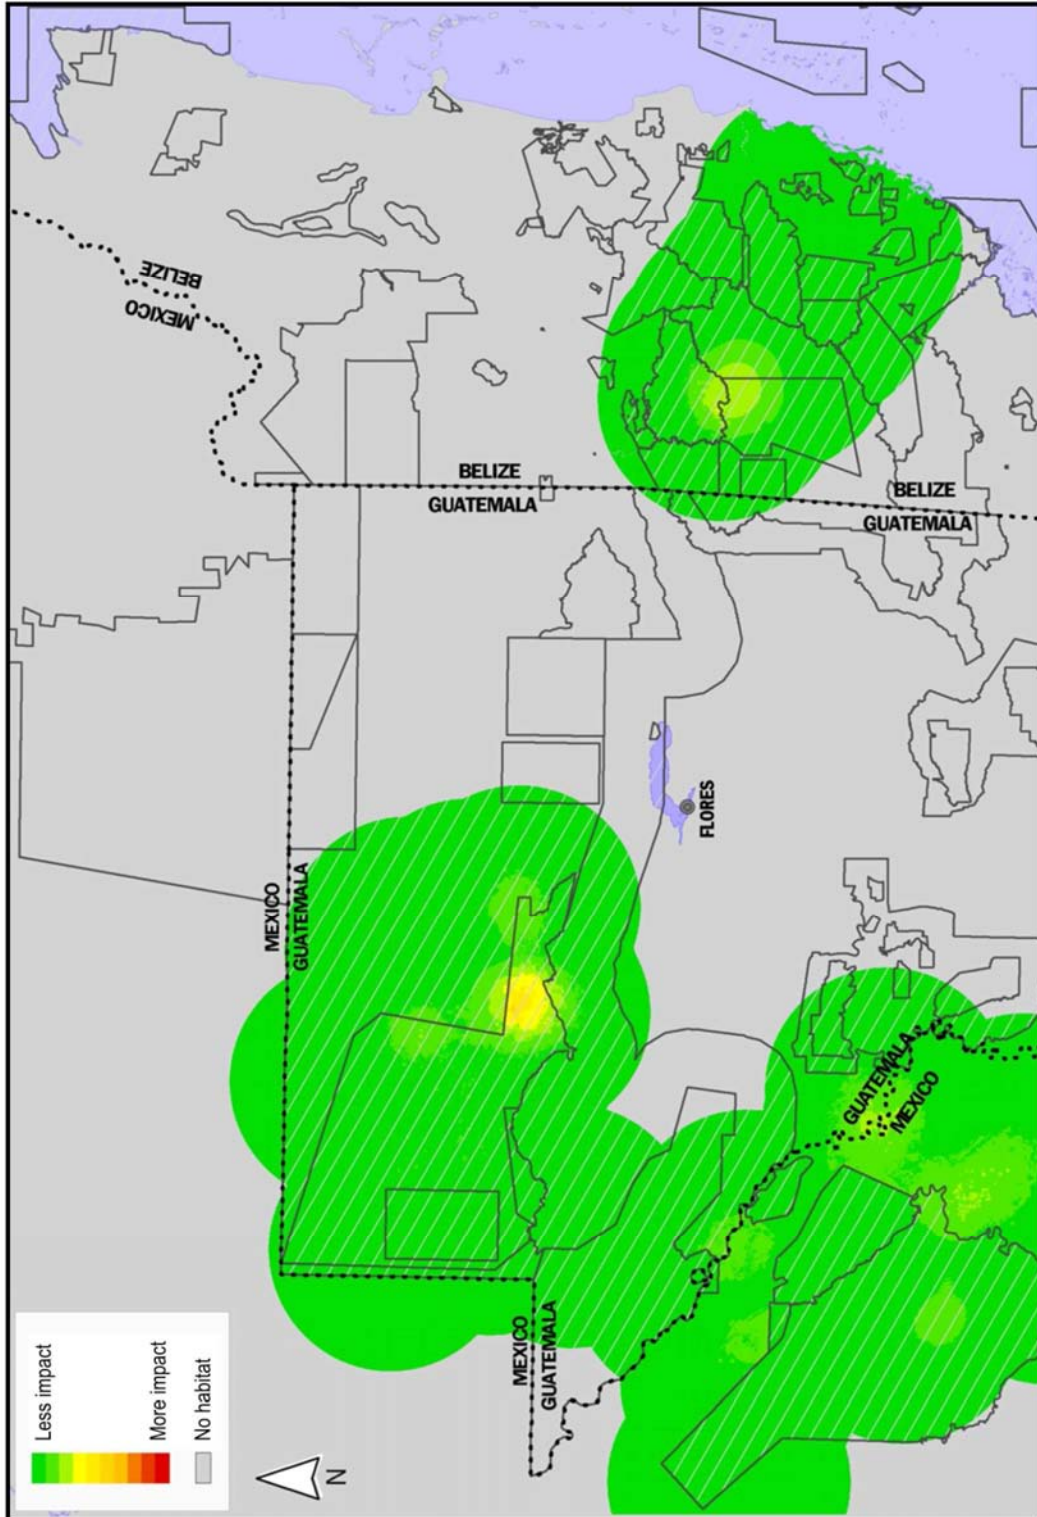 BELIZE
MEXICO
BELIZE
GUATEMALA
BELIZE
GUATEMALA
FLORES
MEXICO
GUATEMALA
GUATEMALA
MEXICO
MEXICO
GUATEMALA
Less impact
More impact
No habitat
N